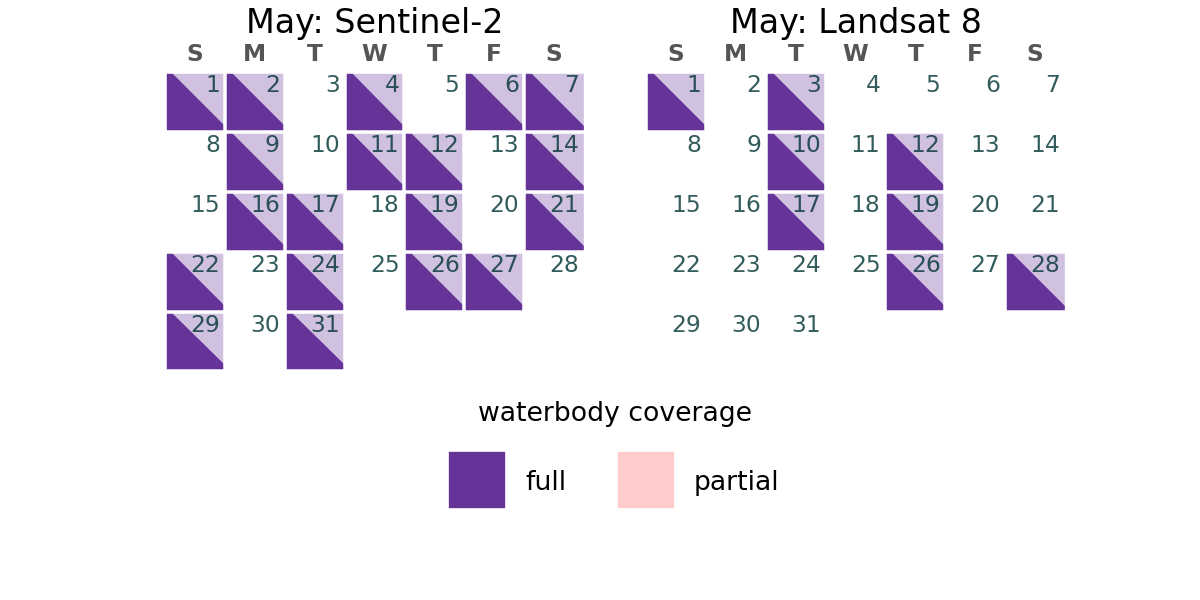 May: Sentinel-2
S M T W T F S
1 2 3 4 5 6 7
8 9 10 11 12 13 14
15 16 17 18 19 20 21
22 23 24 25 26 27 28
29 30 31
May: Landsat 8
S M T W T F S
1 2 3 4 5 6 7
8 9 10 11 12 13 14
15 16 17 18 19 20 21
22 23 24 25 26 27 28
29 30 31
waterbody coverage
full partial